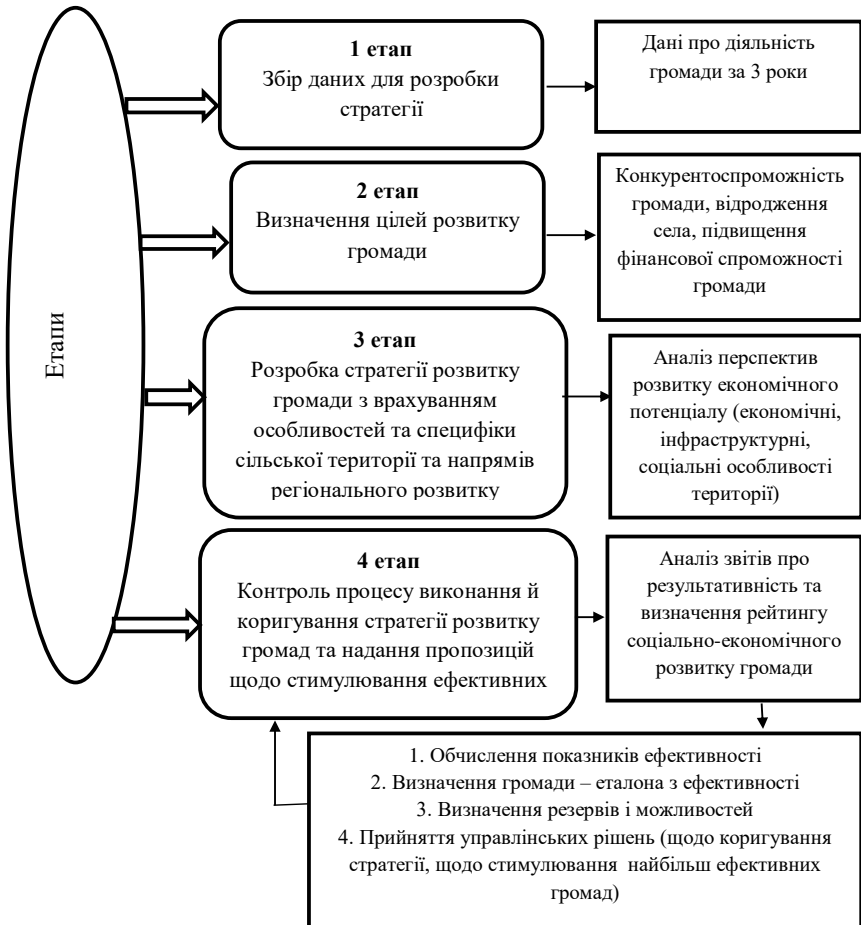 Етапи
1 етап
Збір даних для розробки
стратегії
Дані про діяльність
громади за 3 роки
2 етап
Визначення цілей розвитку
громади
Конкурентоспроможність
громади, відродження
села, підвищення
фінансової спроможності
громади
3 етап
Розробка стратегії розвитку
громади з врахуванням
особливостей та специфіки
сільської території та напрямів
регіонального розвитку
Аналіз перспектив
розвитку економічного
потенціалу (економічні,
інфраструктурні,
соціальні особливості
території)
4 етап
Контроль процесу виконання й
коригування стратегії розвитку
громад та надання пропозицій
щодо стимулювання ефективних
Аналіз звітів про
результативність та
визначення рейтингу
соціально-економічного
розвитку громади
1. Обчислення показників ефективності
2. Визначення громади – еталона з ефективності
3. Визначення резервів і можливостей
4. Прийняття управлінських рішень (щодо коригування
стратегії, щодо стимулювання найбільш ефективних
громад)